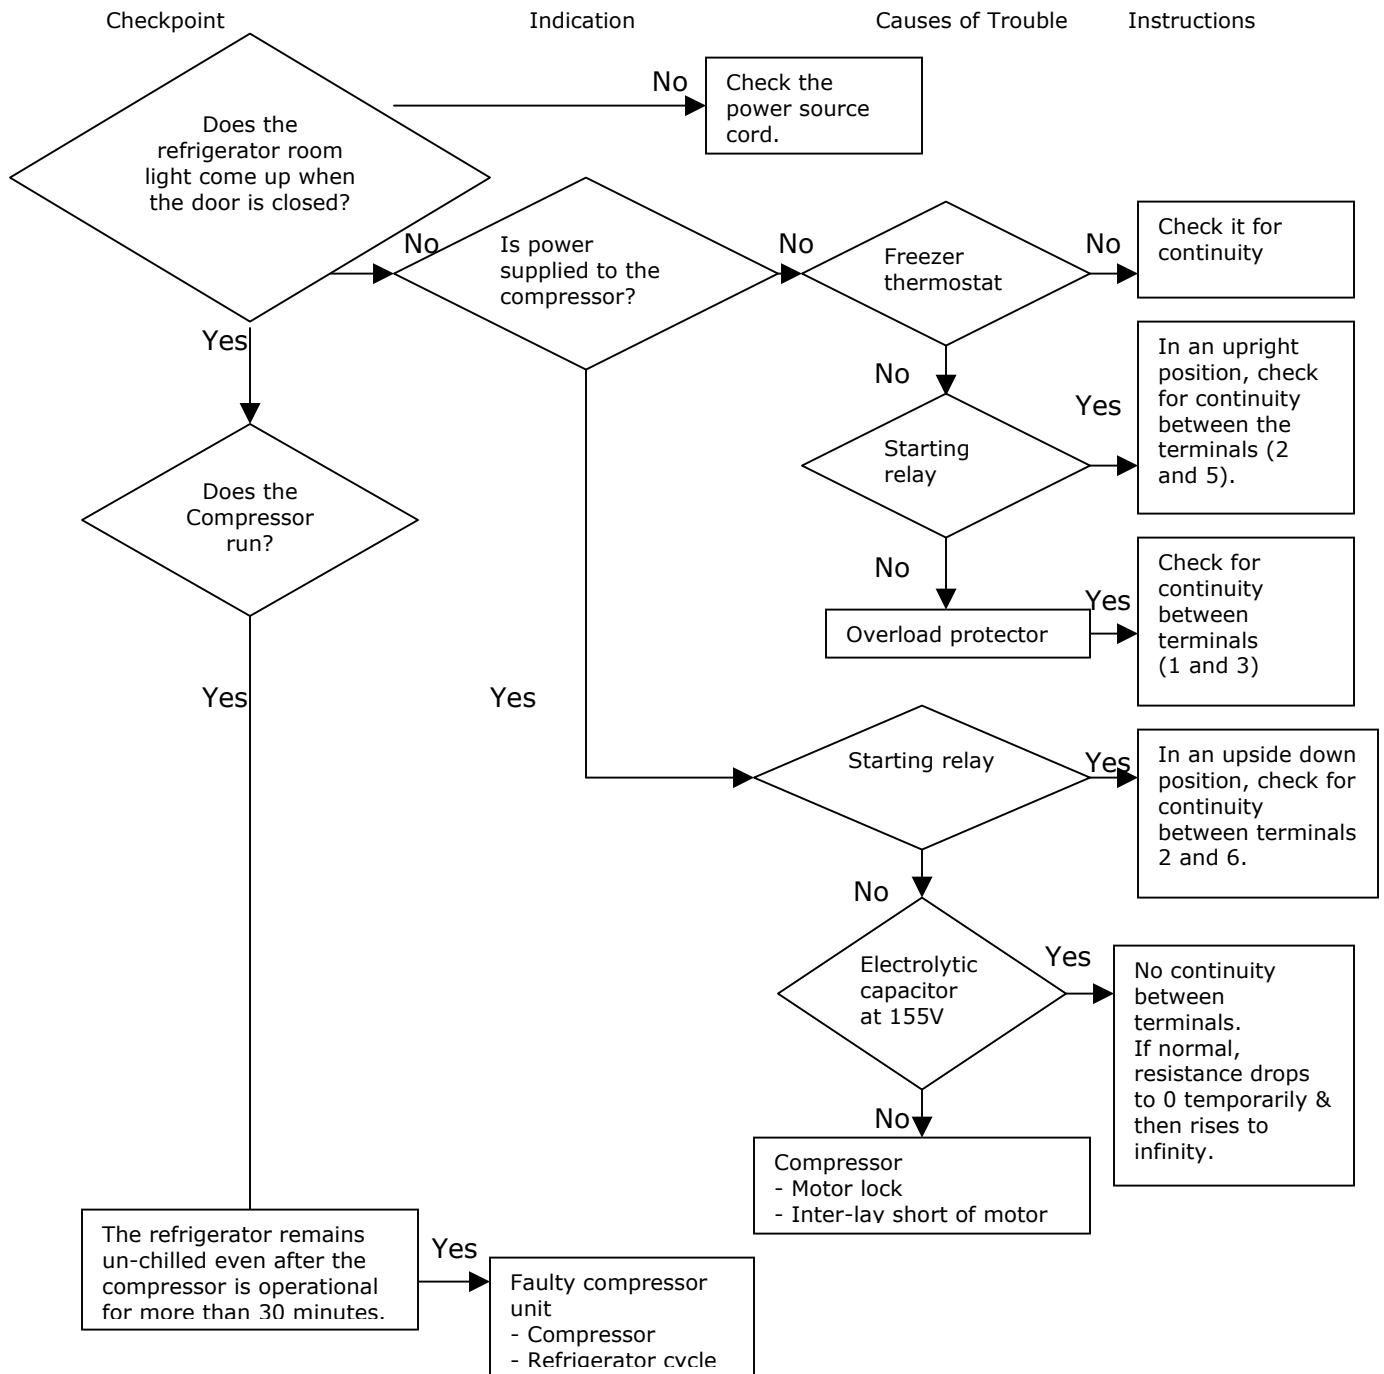 Checkpoint Indication Causes of Trouble Instructions
Does the
refrigerator room
light come up when
the door is closed?
No
Check the
power source
cord.
No
Is power
supplied to the
compressor?
No
Freezer
thermostat
No
Check it for
continuity
Yes
No
Starting
relay
Yes
In an upright
position, check
for continuity
between the
terminals (2
and 5).
Does the
Compressor
run?
No
Overload protector
Yes
Check for
continuity
between
terminals
(1 and 3)
Yes
Yes
Starting relay
Yes
In an upside down
position, check for
continuity
between terminals
2 and 6.
No
Electrolytic
capacitor
at 155V
Yes
No continuity
between
terminals.
If normal,
resistance drops
to 0 temporarily &
then rises to
infinity.
No
Compressor
- Motor lock
- Inter-lay short of motor
The refrigerator remains
un-chilled even after the
compressor is operational
for more than 30 minutes.
Yes
Faulty compressor
unit
- Compressor
- Refrigerator cycle